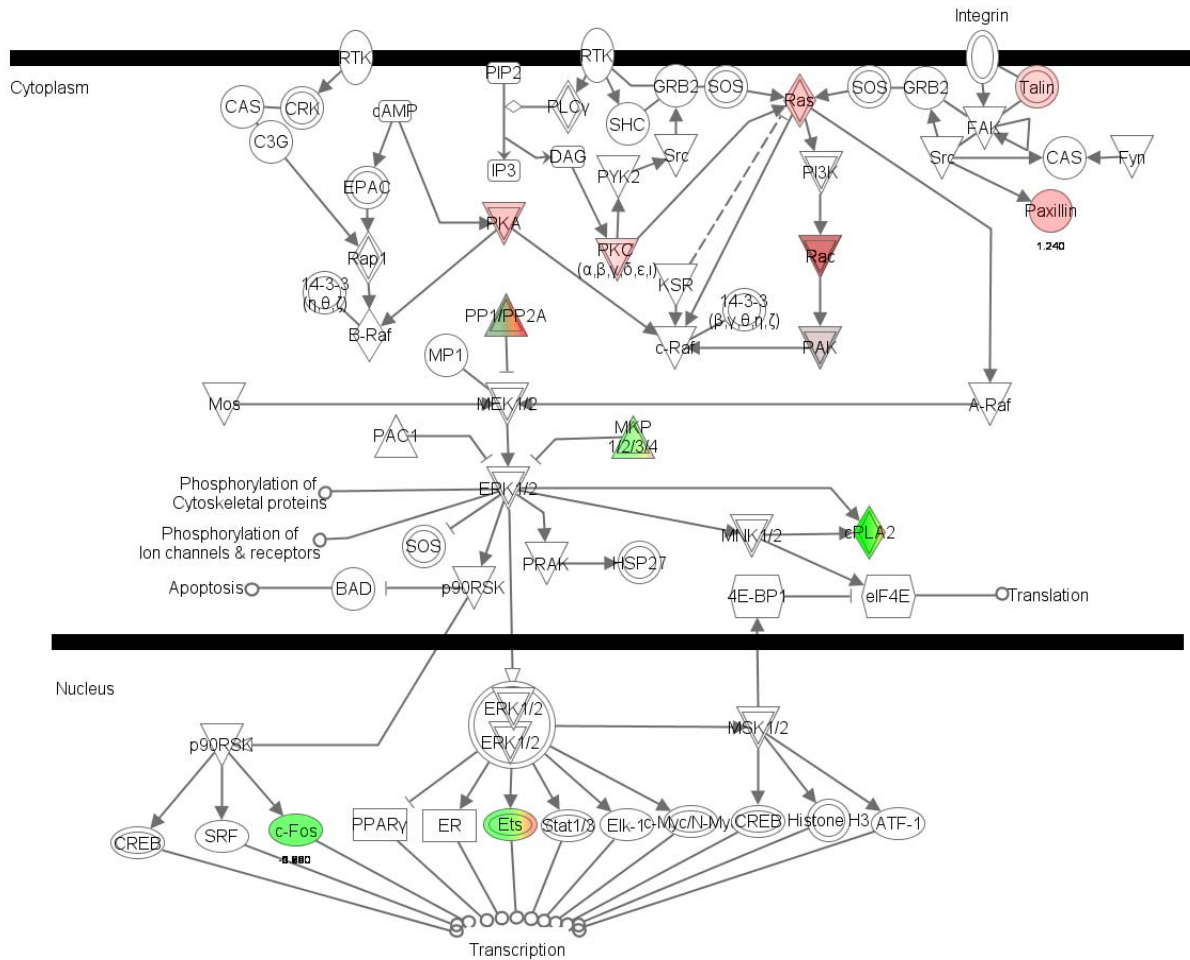 Integrin
RTK
RTK
Cytoplasm
PIP2
CAS
CRK
cAMP
PLCγ
GRB2
SOS
Ras
SOS
GRB2
Talin
C3G
SHC
FAK
IP3
DAG
PYK2
Src
PI3K
Src
CAS
Fyn
EPAC
PKA
Paxillin
1.240
Rap1
PKC
(α,β,γ,δ,ε,ι)
Rac
KSR
14-3-3
(η,θ,ζ)
14-3-3
(β,γ,θ,η,ζ)
PP1/PP2A
B-Raf
c-Raf
PAK
MP1
Mos
MEK1/2
A-Raf
PAC1
MKP
1/2/3/4
Phosphorylation of
Cytoskeletal proteins
ERK1/2
Phosphorylation of
Ion channels & receptors
SOS
PRAK
HSP27
MNK1/2
cPLA2
Apoptosis
BAD
p90RSK
4E-BP1
eIF4E
Translation
Nucleus
ERK1/2
ERK1/2
p90RSK
MSK1/2
CREB
SRF
c-Fos
PPARγ
ER
Ets
Stat1/3
Elk-1
c-Myc/N-My
CREB
Histone H3
ATF-1
Transcription